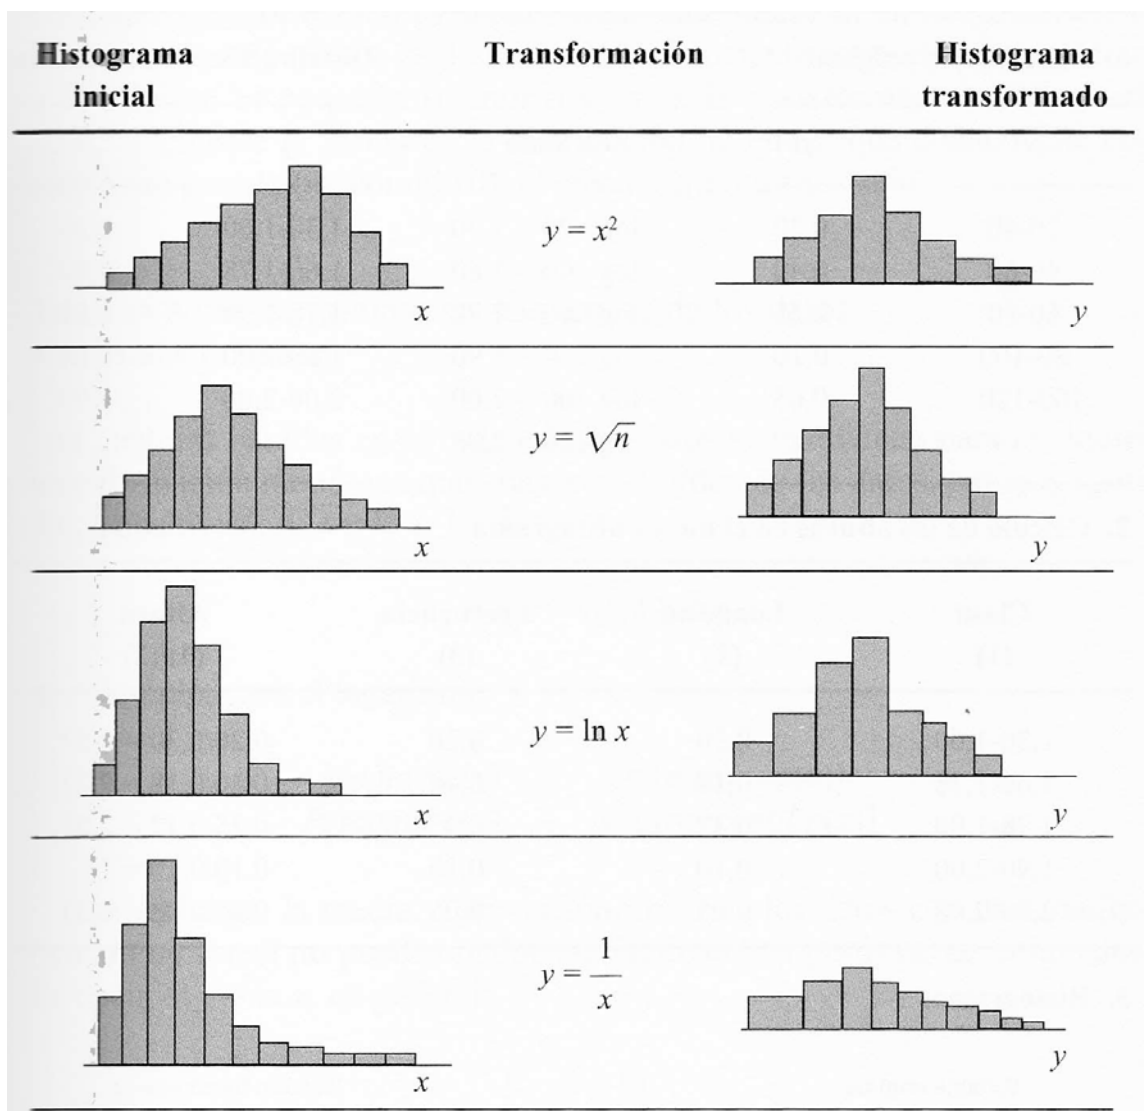 Histograma Transformación Histograma
inicial transformado
y = x²
x y
y = √n
x y
y = ln x
x y
y = 1/x
x y